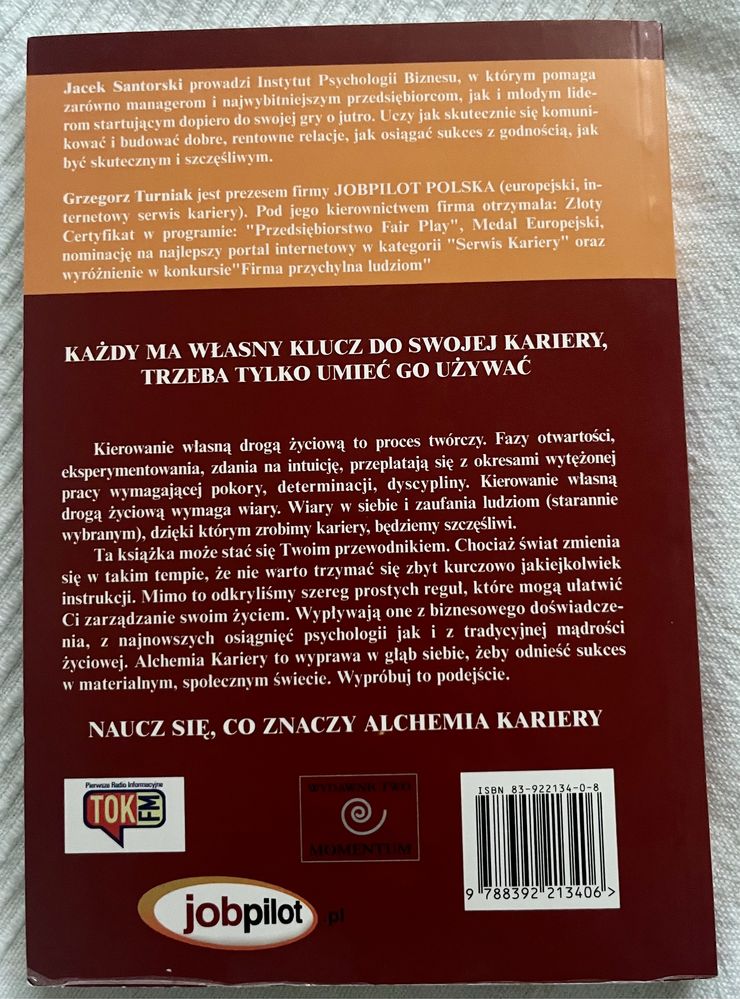 Jacek Santorski prowadzi Instytut Psychologii Biznesu, w którym pomaga
zarówno managerom i najwybitniejszym przedsiębiorcom, jak i młodym lide-
rom startującym dopiero do swojej gry o jutro. Uczy jak skutecznie się komuni-
kować i budować dobre, rentowne relacje, jak osiągać sukces z godnością, jak
być skutecznym i szczęśliwym.
Grzegorz Turniak jest prezesem firmy JOBPILOT POLSKA (europejski, in-
ternetowy serwis kariery). Pod jego kierownictwem firma otrzymała: Złoty
Certyfikat w programie: "Przedsiębiorstwo Fair Play", Medal Europejski,
nominację na najlepszy portal internetowy w kategorii "Serwis Kariery" oraz
wyróżnienie w konkursie"Firma przychylna ludziom"
KAŻDY MA WŁASNY KLUCZ DO SWOJEJ KARIERY,
TRZEBA TYLKO UMIEĆ GO UŻYWAĆ
Kierowanie własną drogą życiową to proces twórczy. Fazy otwartości,
eksperymentowania, zdania na intuicję, przeplatają się z okresami wytężonej
pracy wymagającej pokory, determinacji, dyscypliny. Kierowanie własną
drogą życiową wymaga wiary. Wiary w siebie i zaufania ludziom (starannie
wybranym), dzięki którym zrobimy kariery, będziemy szczęśliwi.
Ta książka może stać się Twoim przewodnikiem. Chociaż świat zmienia
się w takim tempie, że nie warto trzymać się zbyt kurczowo jakiejkolwiek
instrukcji. Mimo to odkryliśmy szereg prostych reguł, które mogą ułatwić
Ci zarządzanie swoim życiem. Wypływają one z biznesowego doświadcze-
nia, z najnowszych osiągnięć psychologii jak i z tradycyjnej mądrości
życiowej. Alchemia Kariery to wyprawa w głąb siebie, żeby odnieść sukces
w materialnym, społecznym świecie. Wypróbuj to podejście.
NAUCZ SIĘ, CO ZNACZY ALCHEMIA KARIERY
Pierwsze Radio Informacyjne
TOK FM
WYDAWNICTWO
MOMENTUM
ISBN 83-922134-0-8
9 788392 213406 >
jobpilot.pl